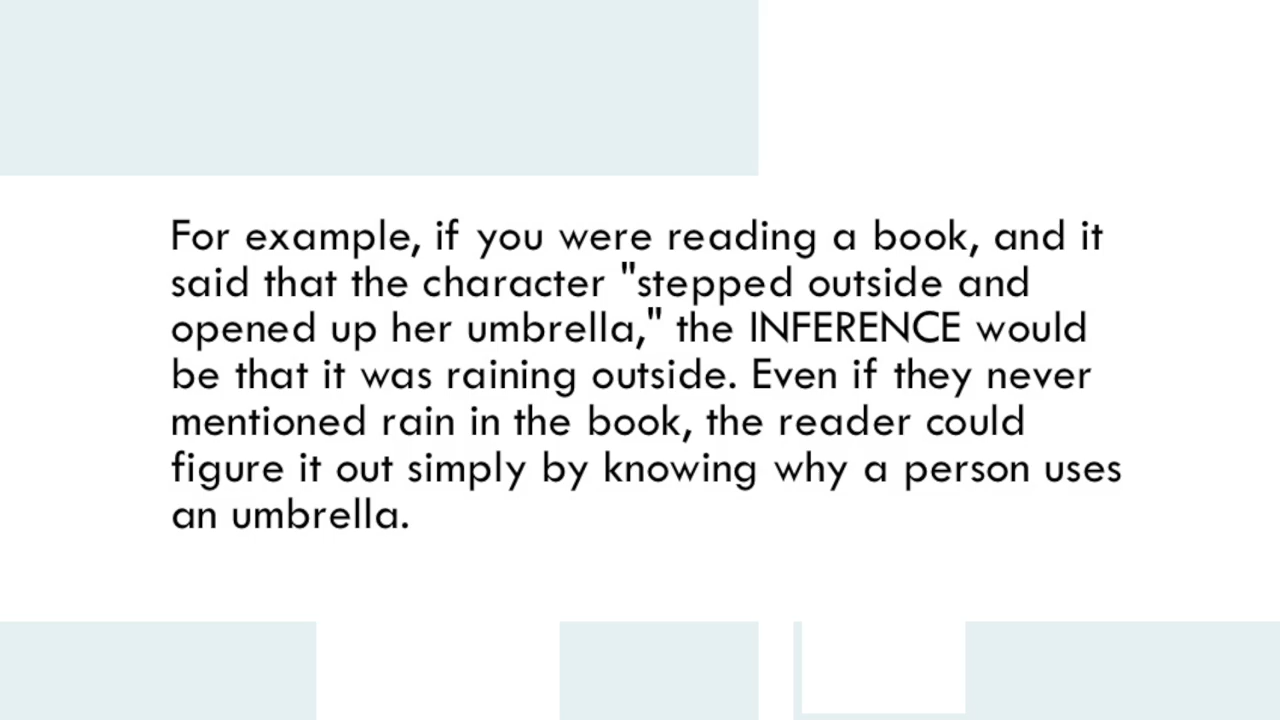 For example, if you were reading a book, and it
said that the character "stepped outside and
opened up her umbrella," the INFERENCE would
be that it was raining outside. Even if they never
mentioned rain in the book, the reader could
figure it out simply by knowing why a person uses
an umbrella.